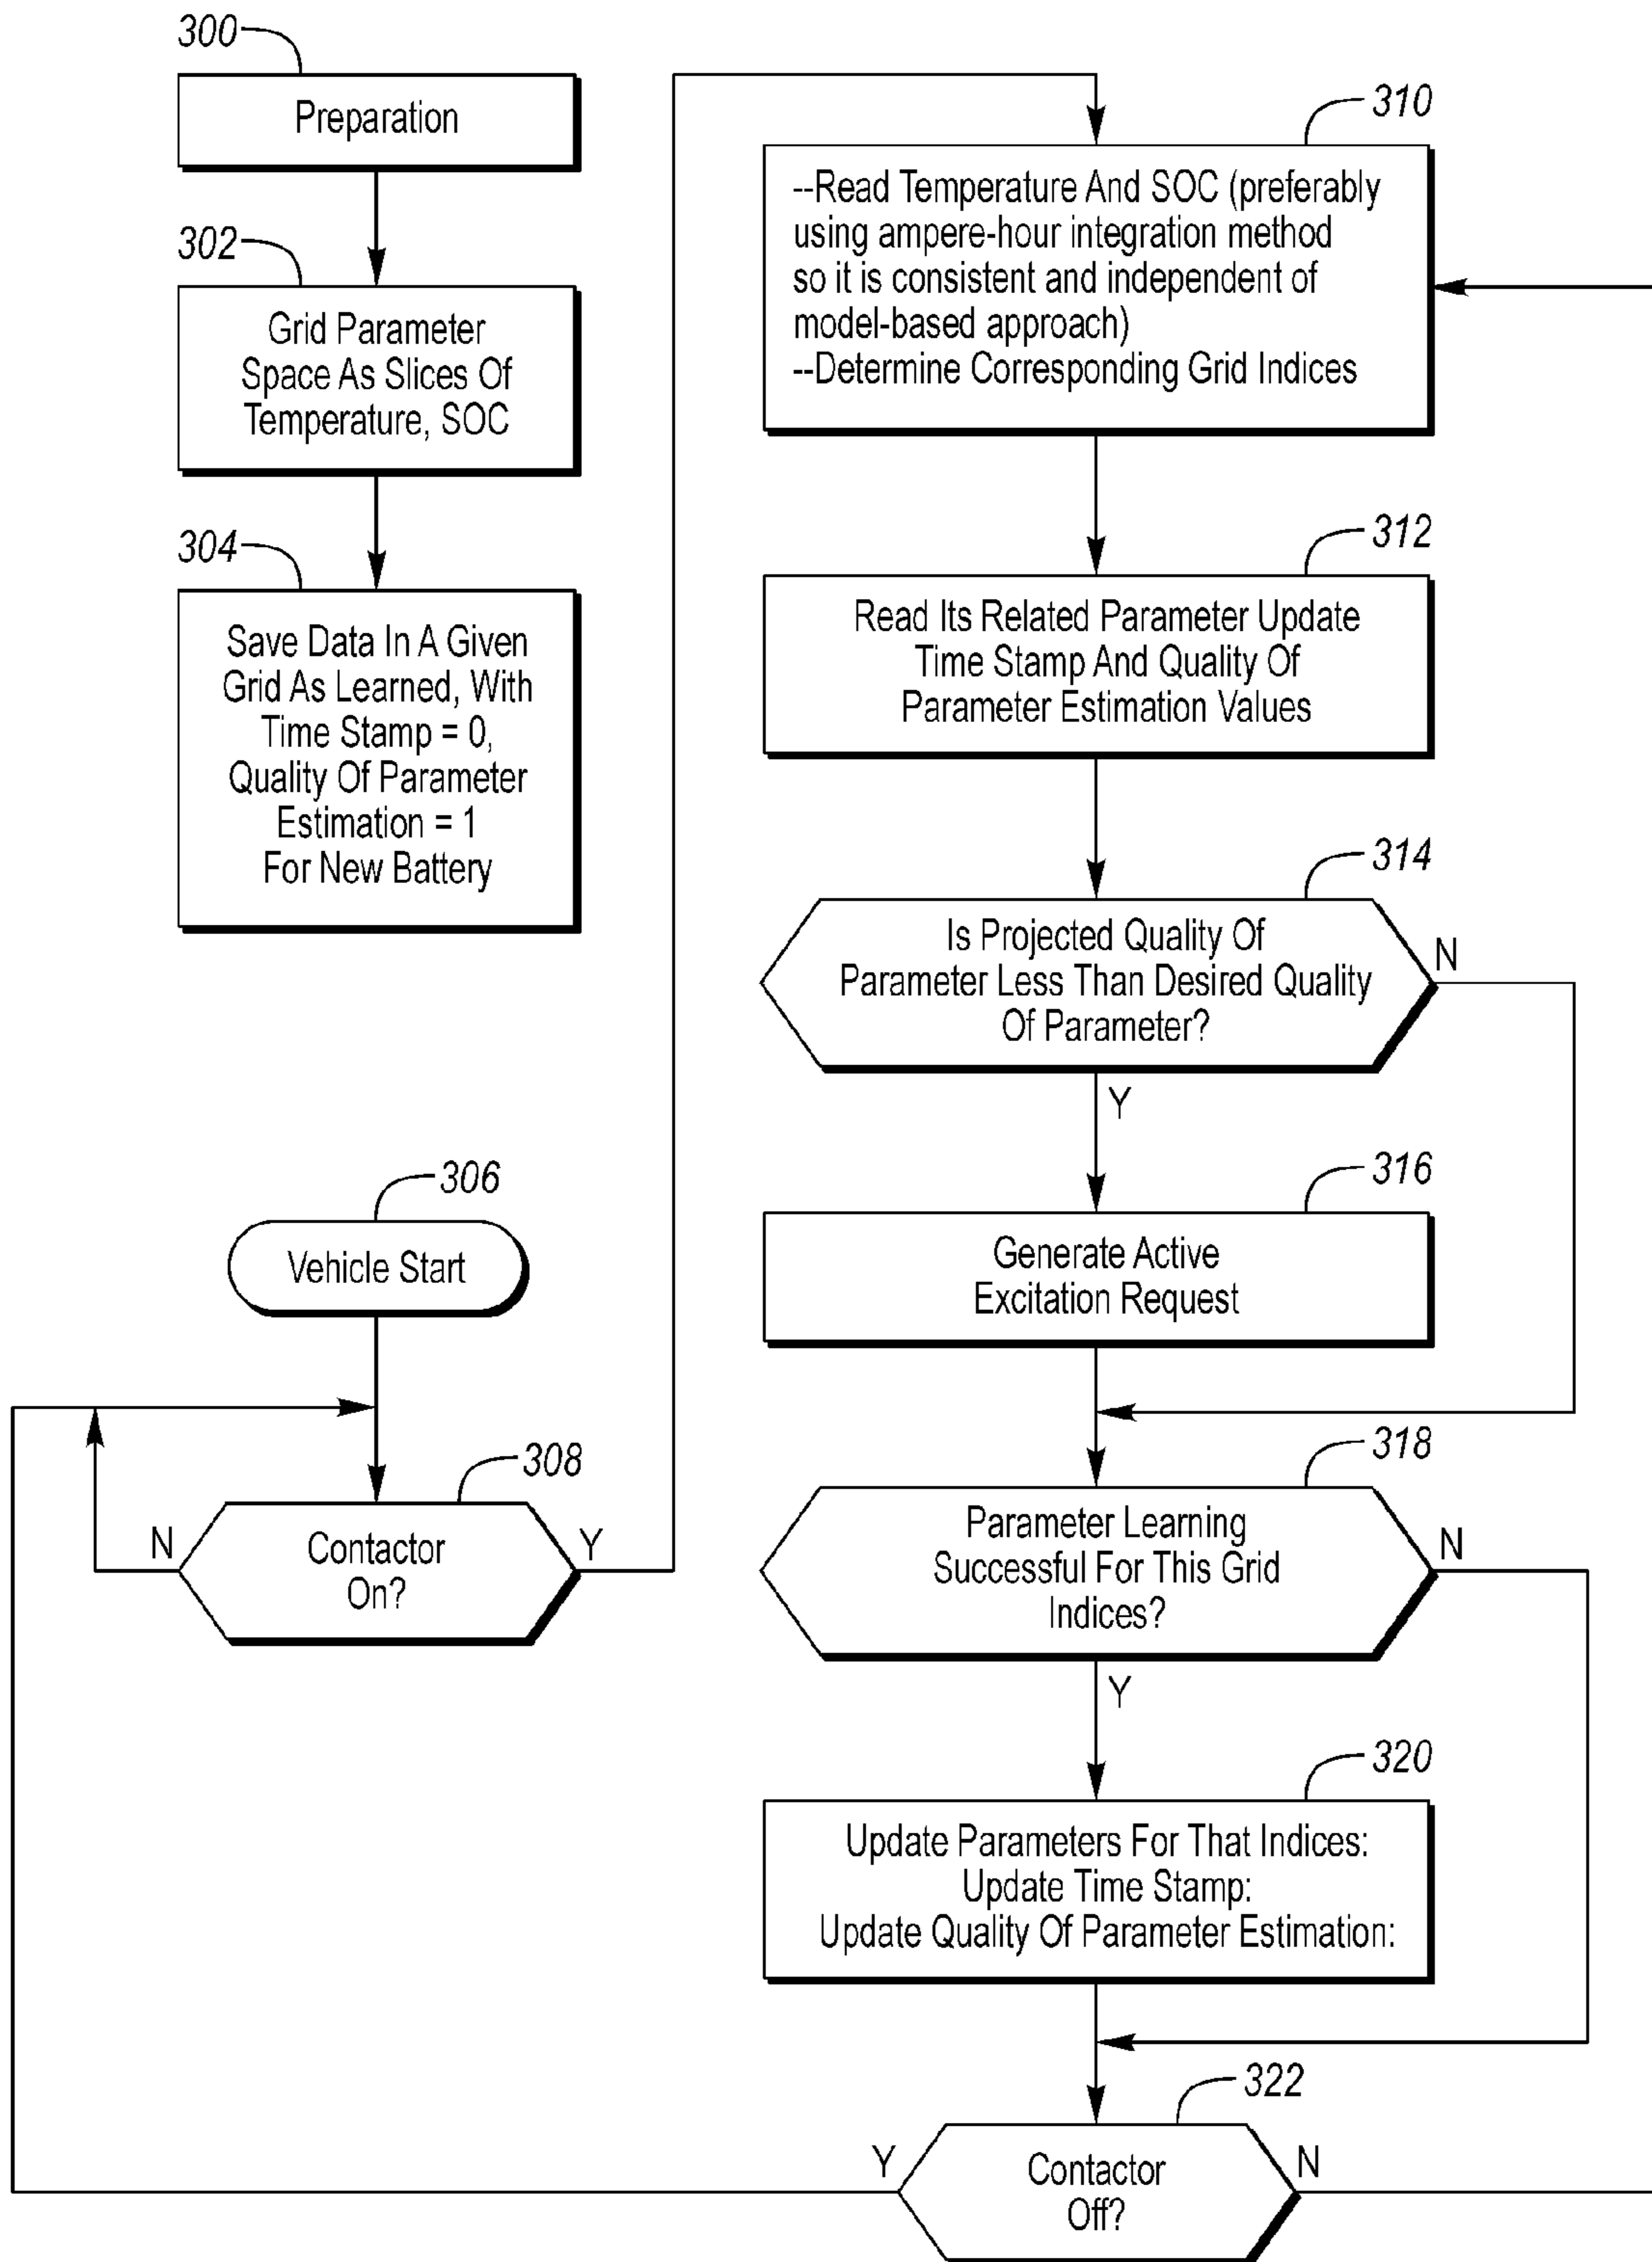 300
Preparation
302
Grid Parameter
Space As Slices Of
Temperature, SOC
304
Save Data In A Given
Grid As Learned, With
Time Stamp = 0,
Quality Of Parameter
Estimation = 1
For New Battery
306
Vehicle Start
308
Contactor
On?
N
Y
310
--Read Temperature And SOC (preferably
using ampere-hour integration method
so it is consistent and independent of
model-based approach)
--Determine Corresponding Grid Indices
312
Read Its Related Parameter Update
Time Stamp And Quality Of
Parameter Estimation Values
314
Is Projected Quality Of
Parameter Less Than Desired Quality
Of Parameter?
N
Y
316
Generate Active
Excitation Request
318
Parameter Learning
Successful For This Grid
Indices?
N
Y
320
Update Parameters For That Indices:
Update Time Stamp:
Update Quality Of Parameter Estimation:
322
Contactor
Off?
Y
N